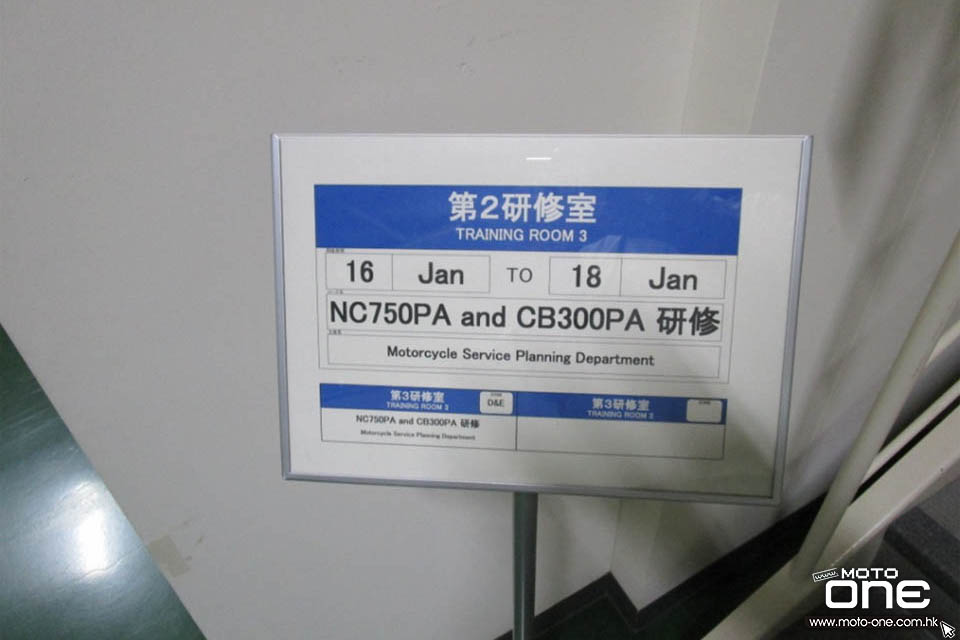 第2研修室
TRAINING ROOM 3
16 Jan TO 18 Jan
NC750PA and CB300PA 研修
Motorcycle Service Planning Department
第3研修室 D&E
TRAINING ROOM 3
NC750PA and CB300PA 研修
Motorcycle Service Planning Department
第3研修室
TRAINING ROOM 3
www.
MOTO
ONE
www.moto-one.com.hk